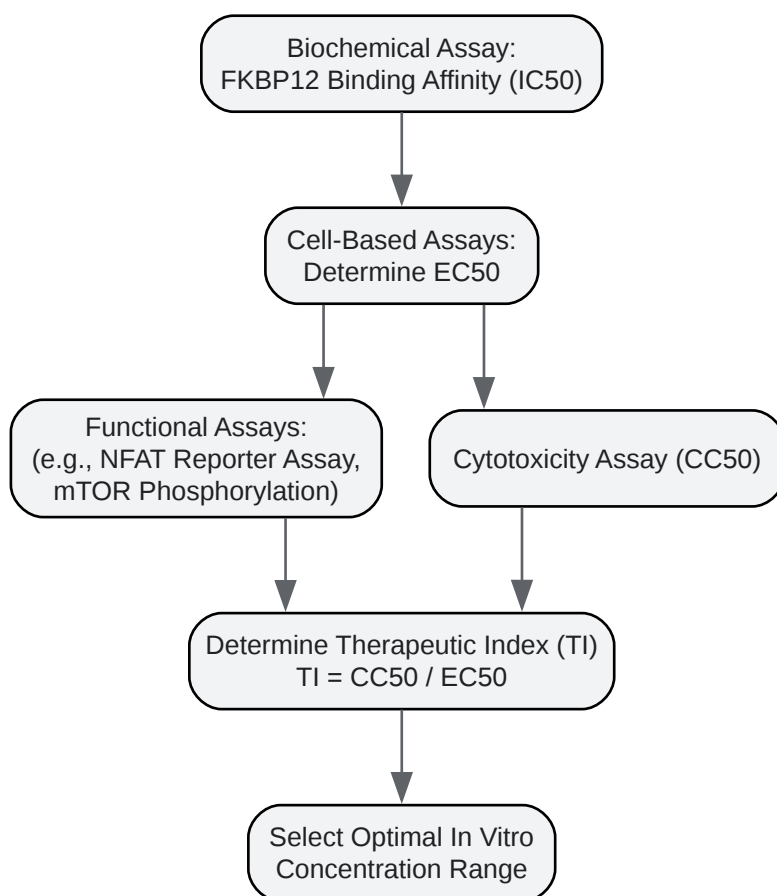 Biochemical Assay:
FKBP12 Binding Affinity (IC50)
Cell-Based Assays:
Determine EC50
Functional Assays:
(e.g., NFAT Reporter Assay,
mTOR Phosphorylation)
Cytotoxicity Assay (CC50)
Determine Therapeutic Index (TI)
TI = CC50 / EC50
Select Optimal In Vitro
Concentration Range